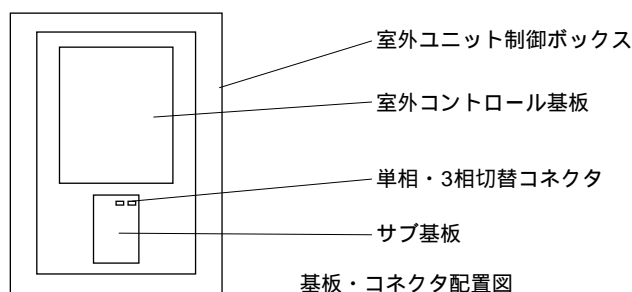 室外ユニット制御ボックス
室外コントロール基板
単相・3相切替コネクタ
サブ基板
基板・コネクタ配置図